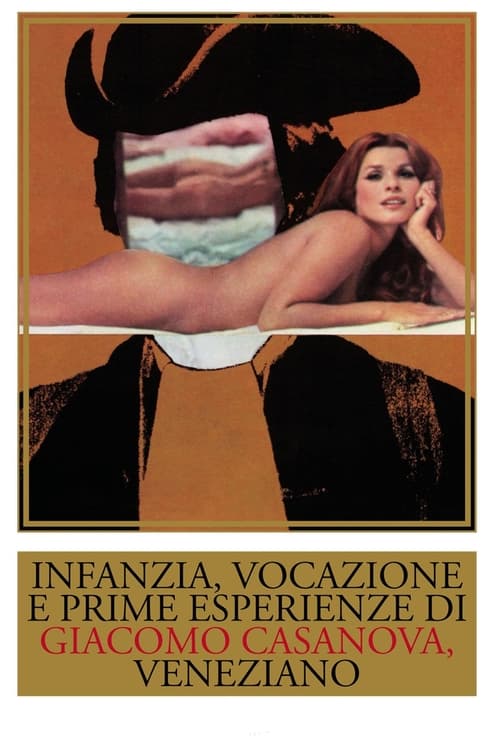 INFANZIA, VOCAZIONE
E PRIME ESPERIENZE DI
GIACOMO CASANOVA,
VENEZIANO